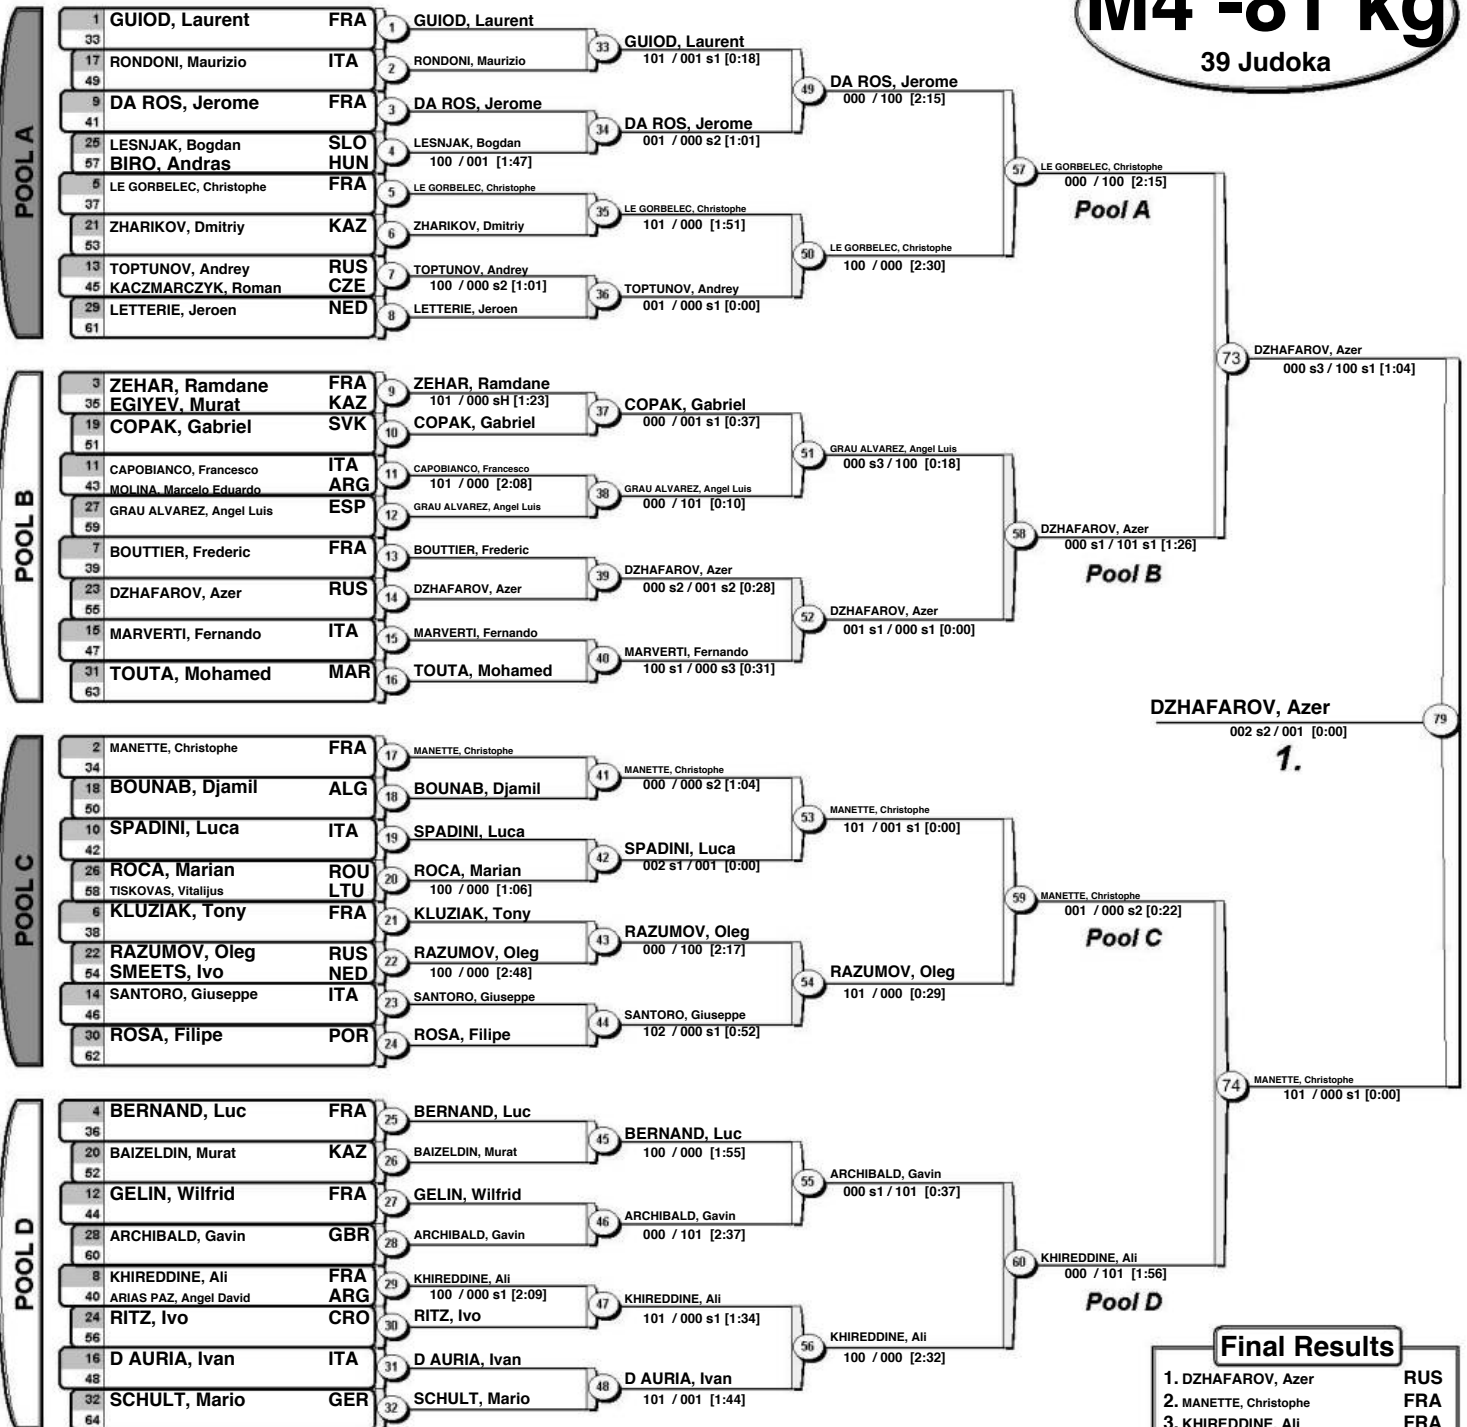 M4 -81 kg
39 Judoka
POOL A
1 GUIOD, Laurent FRA
33
17 RONDONI, Maurizio ITA
49
9 DA ROS, Jerome FRA
41
25 LESNJAK, Bogdan SLO
57 BIRO, Andras HUN
5 LE GORBELEC, Christophe FRA
37
21 ZHARIKOV, Dmitriy KAZ
53
13 TOPTUNOV, Andrey RUS
45 KACZMARCZYK, Roman CZE
29 LETTERIE, Jeroen NED
61
1 GUIOD, Laurent
2 RONDONI, Maurizio
3 DA ROS, Jerome
4 LESNJAK, Bogdan
100 / 001 [1:47]
5 LE GORBELEC, Christophe
6 ZHARIKOV, Dmitriy
7 TOPTUNOV, Andrey
100 / 000 s2 [1:01]
8 LETTERIE, Jeroen
33 GUIOD, Laurent
101 / 001 s1 [0:18]
34 DA ROS, Jerome
001 / 000 s2 [1:01]
35 LE GORBELEC, Christophe
101 / 000 [1:51]
36 TOPTUNOV, Andrey
001 / 000 s1 [0:00]
49 DA ROS, Jerome
000 / 100 [2:15]
50 LE GORBELEC, Christophe
100 / 000 [2:30]
57 LE GORBELEC, Christophe
000 / 100 [2:15]
Pool A
POOL B
3 ZEHAR, Ramdane FRA
35 EGIYEV, Murat KAZ
19 COPAK, Gabriel SVK
51
11 CAPOBIANCO, Francesco ITA
43 MOLINA, Marcelo Eduardo ARG
27 GRAU ALVAREZ, Angel Luis ESP
59
7 BOUTTIER, Frederic FRA
39
23 DZHAFAROV, Azer RUS
55
15 MARVERTI, Fernando ITA
47
31 TOUTA, Mohamed MAR
63
9 ZEHAR, Ramdane
101 / 000 sH [1:23]
10 COPAK, Gabriel
11 CAPOBIANCO, Francesco
101 / 000 [2:08]
12 GRAU ALVAREZ, Angel Luis
13 BOUTTIER, Frederic
14 DZHAFAROV, Azer
15 MARVERTI, Fernando
16 TOUTA, Mohamed
37 COPAK, Gabriel
000 / 001 s1 [0:37]
38 GRAU ALVAREZ, Angel Luis
000 / 101 [0:10]
39 DZHAFAROV, Azer
000 s2 / 001 s2 [0:28]
40 MARVERTI, Fernando
100 s1 / 000 s3 [0:31]
51 GRAU ALVAREZ, Angel Luis
000 s3 / 100 [0:18]
52 DZHAFAROV, Azer
001 s1 / 000 s1 [0:00]
58 DZHAFAROV, Azer
000 s1 / 101 s1 [1:26]
Pool B
73 DZHAFAROV, Azer
000 s3 / 100 s1 [1:04]
DZHAFAROV, Azer 79
002 s2 / 001 [0:00]
1.
POOL C
2 MANETTE, Christophe FRA
34
18 BOUNAB, Djamil ALG
50
10 SPADINI, Luca ITA
42
26 ROCA, Marian ROU
58 TISKOVAS, Vitalijus LTU
6 KLUZIAK, Tony FRA
38
22 RAZUMOV, Oleg RUS
54 SMEETS, Ivo NED
14 SANTORO, Giuseppe ITA
46
30 ROSA, Filipe POR
62
17 MANETTE, Christophe
18 BOUNAB, Djamil
19 SPADINI, Luca
20 ROCA, Marian
100 / 000 [1:06]
21 KLUZIAK, Tony
22 RAZUMOV, Oleg
100 / 000 [2:48]
23 SANTORO, Giuseppe
24 ROSA, Filipe
41 MANETTE, Christophe
000 / 000 s2 [1:04]
42 SPADINI, Luca
002 s1 / 001 [0:00]
43 RAZUMOV, Oleg
000 / 100 [2:17]
44 SANTORO, Giuseppe
102 / 000 s1 [0:52]
53 MANETTE, Christophe
101 / 001 s1 [0:00]
54 RAZUMOV, Oleg
101 / 000 [0:29]
59 MANETTE, Christophe
001 / 000 s2 [0:22]
Pool C
74 MANETTE, Christophe
101 / 000 s1 [0:00]
POOL D
4 BERNAND, Luc FRA
36
20 BAIZELDIN, Murat KAZ
52
12 GELIN, Wilfrid FRA
44
28 ARCHIBALD, Gavin GBR
60
8 KHIREDDINE, Ali FRA
40 ARIAS PAZ, Angel David ARG
24 RITZ, Ivo CRO
56
16 D AURIA, Ivan ITA
48
32 SCHULT, Mario GER
64
25 BERNAND, Luc
26 BAIZELDIN, Murat
27 GELIN, Wilfrid
28 ARCHIBALD, Gavin
29 KHIREDDINE, Ali
100 / 000 s1 [2:09]
30 RITZ, Ivo
31 D AURIA, Ivan
32 SCHULT, Mario
45 BERNAND, Luc
100 / 000 [1:55]
46 ARCHIBALD, Gavin
000 / 101 [2:37]
47 KHIREDDINE, Ali
101 / 000 s1 [1:34]
48 D AURIA, Ivan
101 / 001 [1:44]
55 ARCHIBALD, Gavin
000 s1 / 101 [0:37]
56 KHIREDDINE, Ali
100 / 000 [2:32]
60 KHIREDDINE, Ali
000 / 101 [1:56]
Pool D
Final Results
1. DZHAFAROV, Azer RUS
2. MANETTE, Christophe FRA
3. KHIREDDINE, Ali FRA